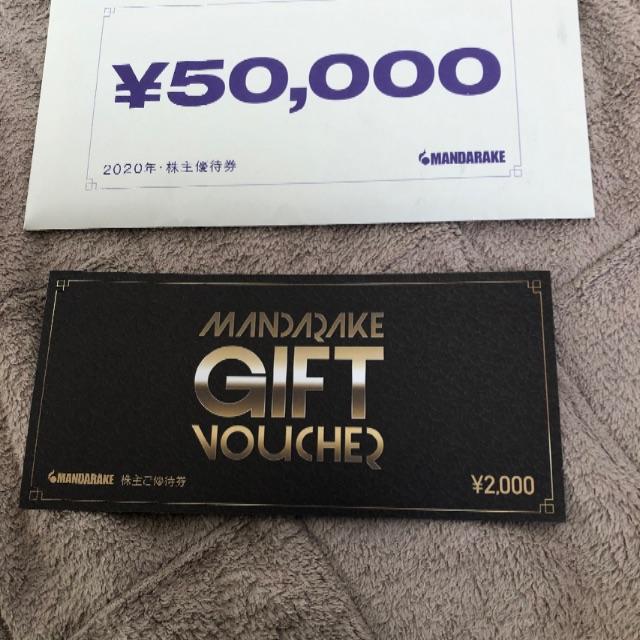 ¥50,000
2020年・株主優待券
MANDARAKE
MANDARAKE
GIFT
VOUCHER
MANDARAKE 株主ご優待券
¥2,000